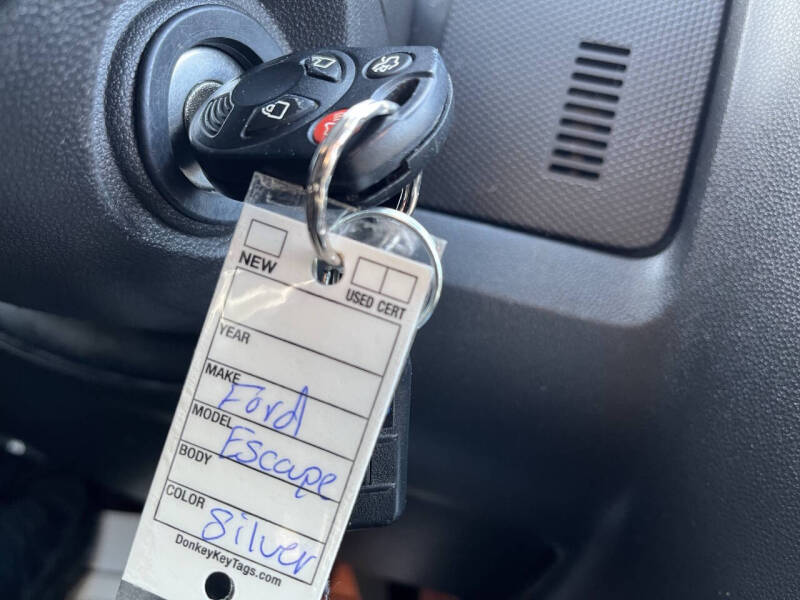 NEW
USED CERT
YEAR
MAKE Ford
MODEL Escape
BODY
COLOR Silver
DonkeyKeyTags.com